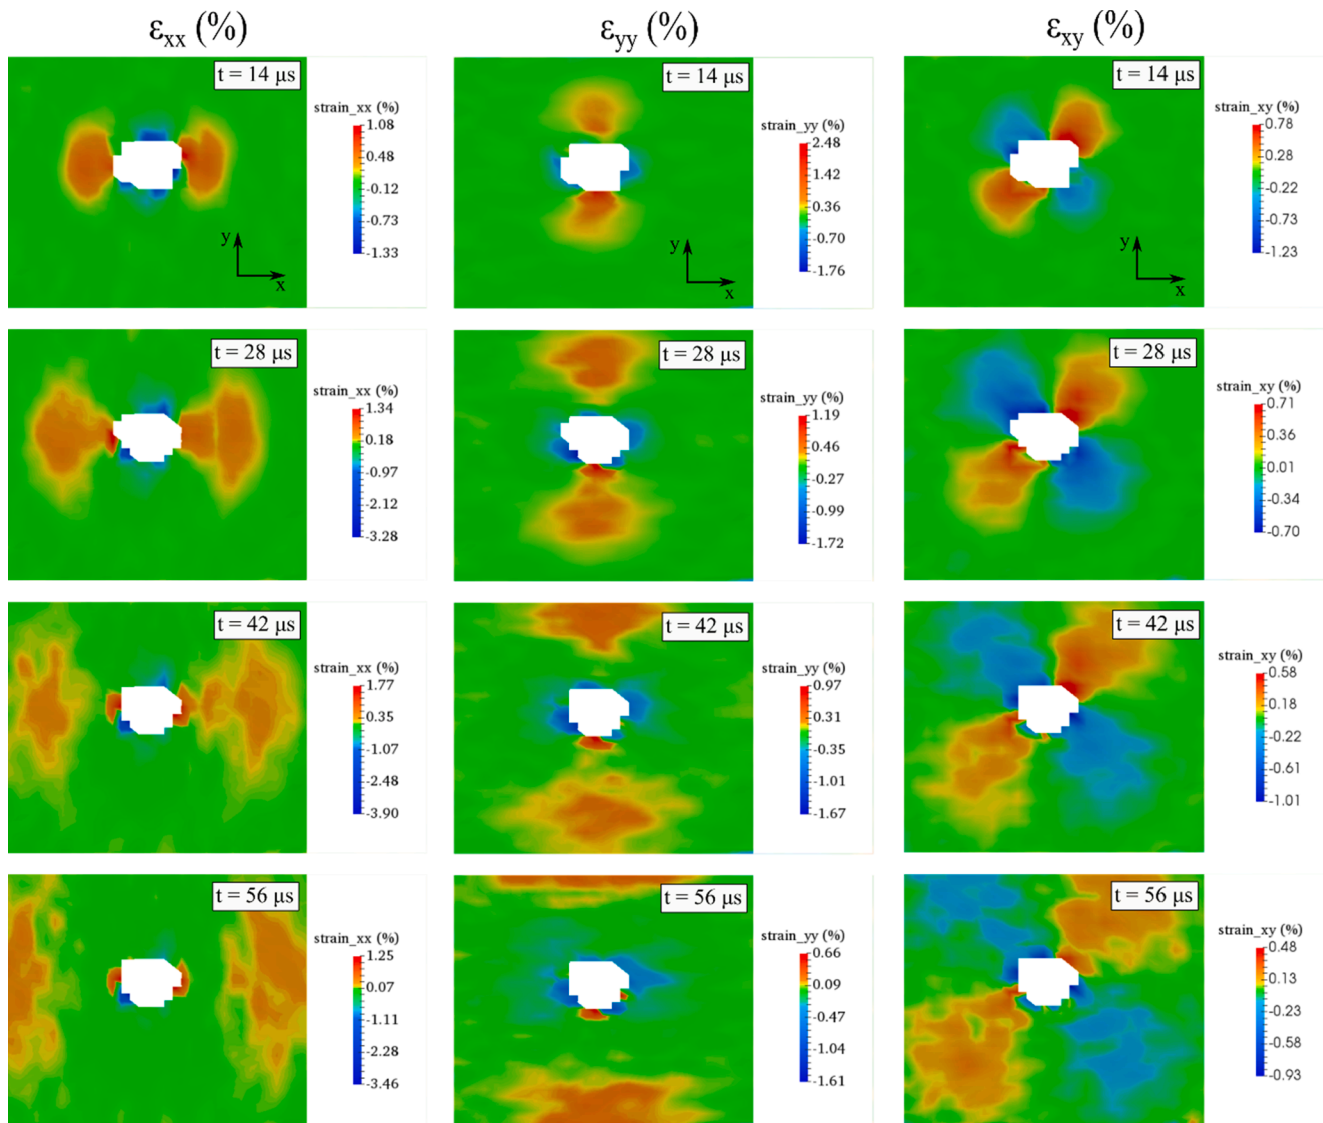 εxx (%)
εyy (%)
εxy (%)
t = 14 μs
strain_xx (%)
1.08
0.48
-0.12
-0.73
-1.33
y
x
t = 14 μs
strain_yy (%)
2.48
1.42
0.36
-0.70
-1.76
y
x
t = 14 μs
strain_xy (%)
0.78
0.28
-0.22
-0.73
-1.23
y
x
t = 28 μs
strain_xx (%)
1.34
0.18
-0.97
-2.12
-3.28
t = 28 μs
strain_yy (%)
1.19
0.46
-0.27
-0.99
-1.72
t = 28 μs
strain_xy (%)
0.71
0.36
0.01
-0.34
-0.70
t = 42 μs
strain_xx (%)
1.77
0.35
-1.07
-2.48
-3.90
t = 42 μs
strain_yy (%)
0.97
0.31
-0.35
-1.01
-1.67
t = 42 μs
strain_xy (%)
0.58
0.18
-0.22
-0.61
-1.01
t = 56 μs
strain_xx (%)
1.25
0.07
-1.11
-2.28
-3.46
t = 56 μs
strain_yy (%)
0.66
0.09
-0.47
-1.04
-1.61
t = 56 μs
strain_xy (%)
0.48
0.13
-0.23
-0.58
-0.93